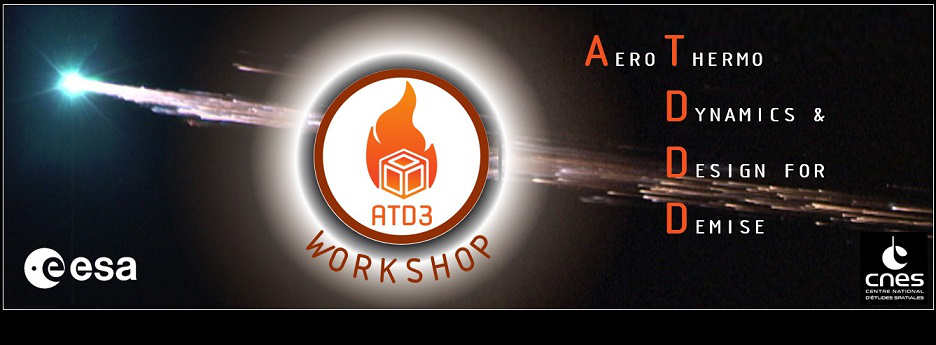 AERO THERMO
DYNAMICS &
DESIGN FOR
DEMISE
ATD3
WORKSHOP
esa
cnes
CENTRE NATIONAL
D'ÉTUDES SPATIALES